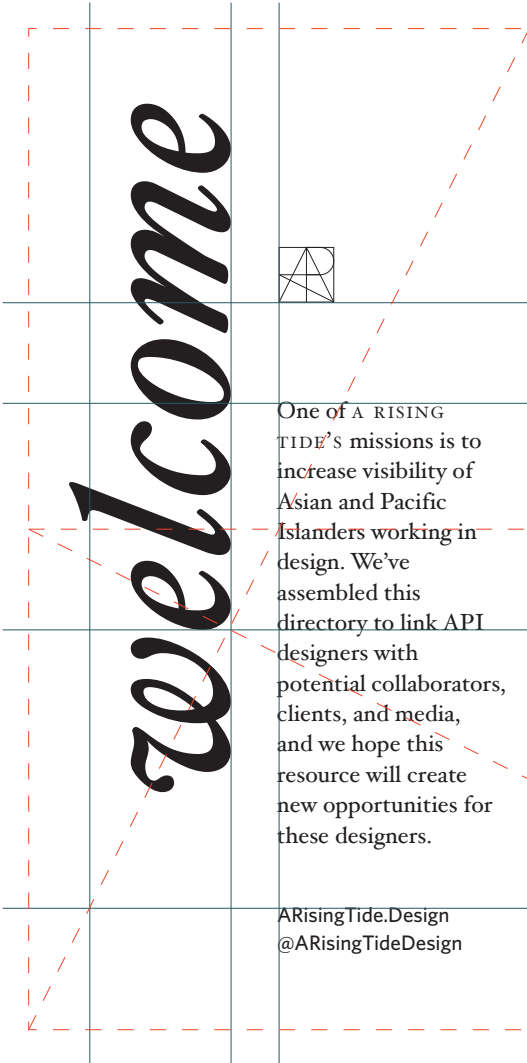 welcome
One of A RISING
TIDE’S missions is to
increase visibility of
Asian and Pacific
Islanders working in
design. We’ve
assembled this
directory to link API
designers with
potential collaborators,
clients, and media,
and we hope this
resource will create
new opportunities for
these designers.
ARisingTide.Design
@ARisingTideDesign